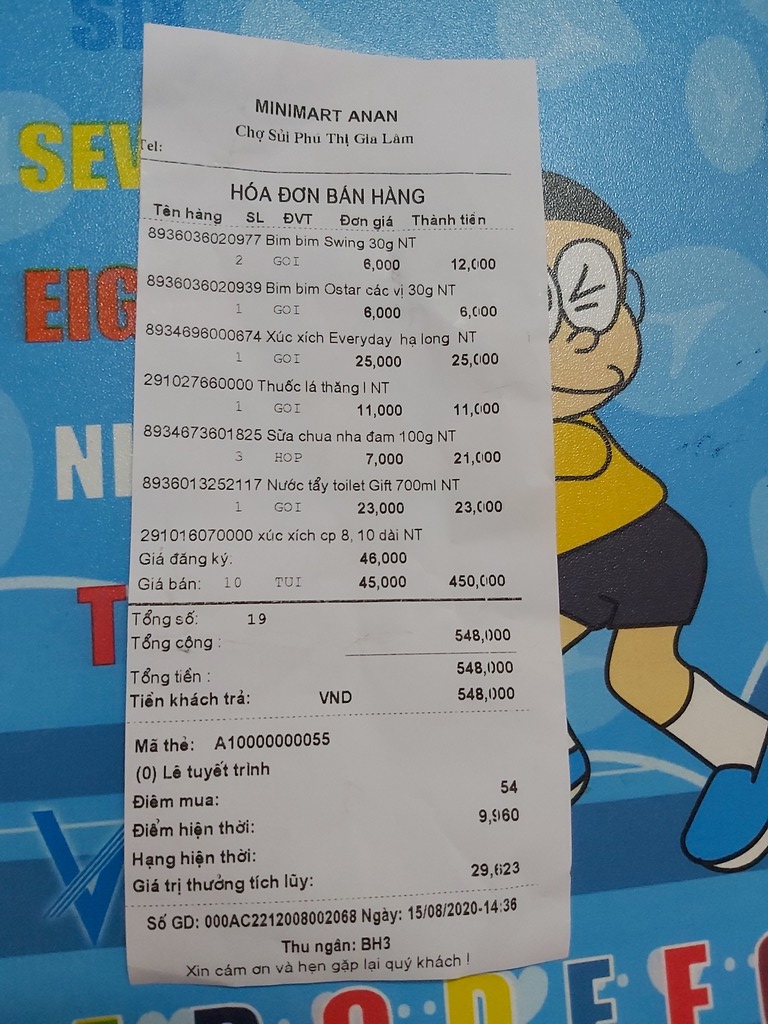 SIX
SEV
EIG
NI
T
MINIMART ANAN
Chợ Sủi Phú Thị Gia Lâm
Tel:
HÓA ĐƠN BÁN HÀNG
Tên hàng SL ĐVT Đơn giá Thành tiền
8936036020977 Bim bim Swing 30g NT
2 GOI 6,000 12,000
8936036020939 Bim bim Ostar các vị 30g NT
1 GOI 6,000 6,000
8934696000674 Xúc xích Everyday hạ long NT
1 GOI 25,000 25,000
291027660000 Thuốc lá thăng l NT
1 GOI 11,000 11,000
8934673601825 Sữa chua nha đam 100g NT
3 HOP 7,000 21,000
8936013252117 Nước tẩy toilet Gift 700ml NT
1 GOI 23,000 23,000
291016070000 xúc xích cp 8, 10 dài NT
Giá đăng ký: 46,000
Giá bán: 10 TUI 45,000 450,000
Tổng số: 19
Tổng cộng : 548,000
Tổng tiền : 548,000
Tiền khách trả: VND 548,000
Mã thẻ: A10000000055
(0) Lê tuyết trình
Điểm mua: 54
Điểm hiện thời: 9,960
Hạng hiện thời:
Giá trị thưởng tích lũy: 29,623
Số GD: 000AC2212008002068 Ngày: 15/08/2020-14:36
Thu ngân: BH3
Xin cám ơn và hẹn gặp lại quý khách !
D E F